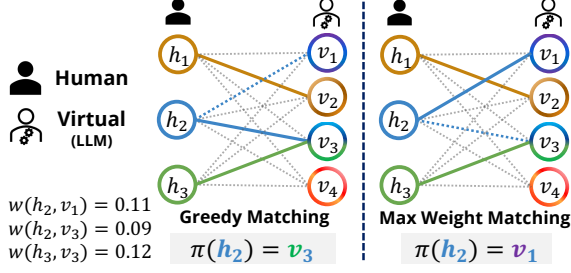 Human
Virtual
(LLM)
w(h₂, v₁) = 0.11
w(h₂, v₃) = 0.09
w(h₃, v₃) = 0.12
h₁
h₂
h₃
v₁
v₂
v₃
v₄
Greedy Matching
π(h₂) = v₃
h₁
h₂
h₃
v₁
v₂
v₃
v₄
Max Weight Matching
π(h₂) = v₁